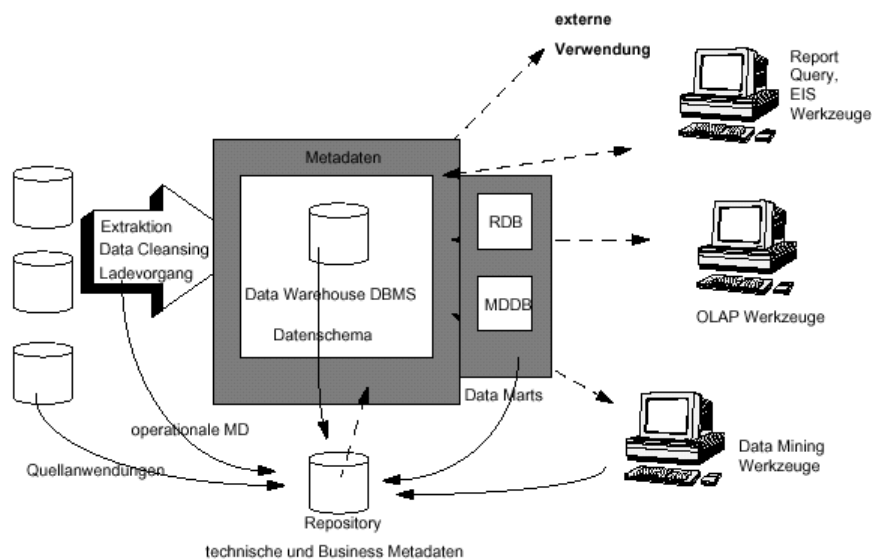 externe
Verwendung
Report
Query,
EIS
Werkzeuge
Metadaten
Extraktion
Data Cleansing
Ladevorgang
RDB
Data Warehouse DBMS
MDDB
OLAP Werkzeuge
Datenschema
Data Marts
operationale MD
Data Mining
Werkzeuge
Quellanwendungen
Repository
technische und Business Metadaten